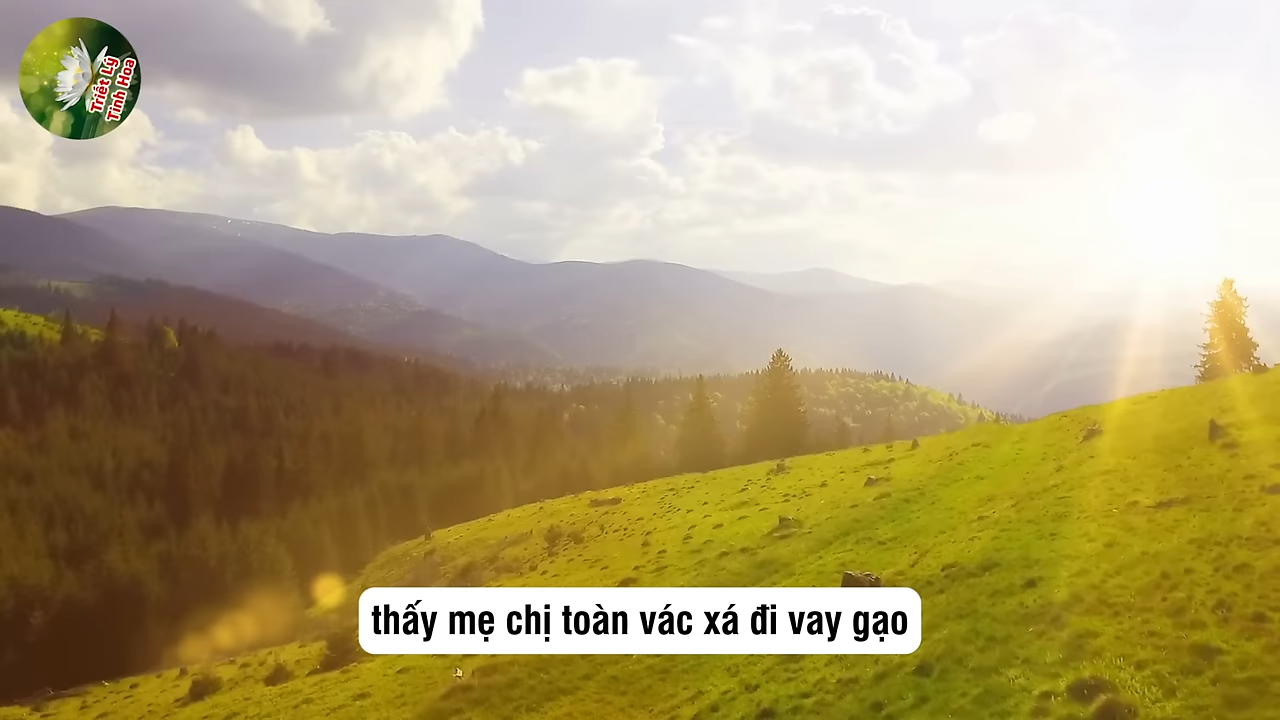 Triết Lý
Tinh Hoa
thấy mẹ chị toàn vác xá đi vay gạo